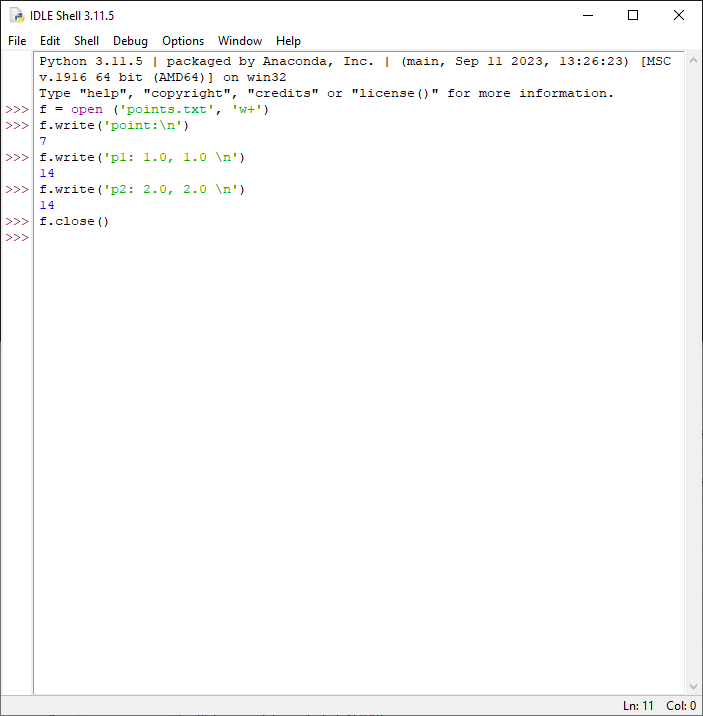 IDLE Shell 3.11.5
File Edit Shell Debug Options Window Help
Python 3.11.5 | packaged by Anaconda, Inc. | (main, Sep 11 2023, 13:26:23) [MSC
v.1916 64 bit (AMD64)] on win32
Type "help", "copyright", "credits" or "license()" for more information.
>>> f = open ('points.txt', 'w+')
>>> f.write('point:\n')
7
>>> f.write('p1: 1.0, 1.0 \n')
14
>>> f.write('p2: 2.0, 2.0 \n')
14
>>> f.close()
>>>
Ln: 11 Col: 0